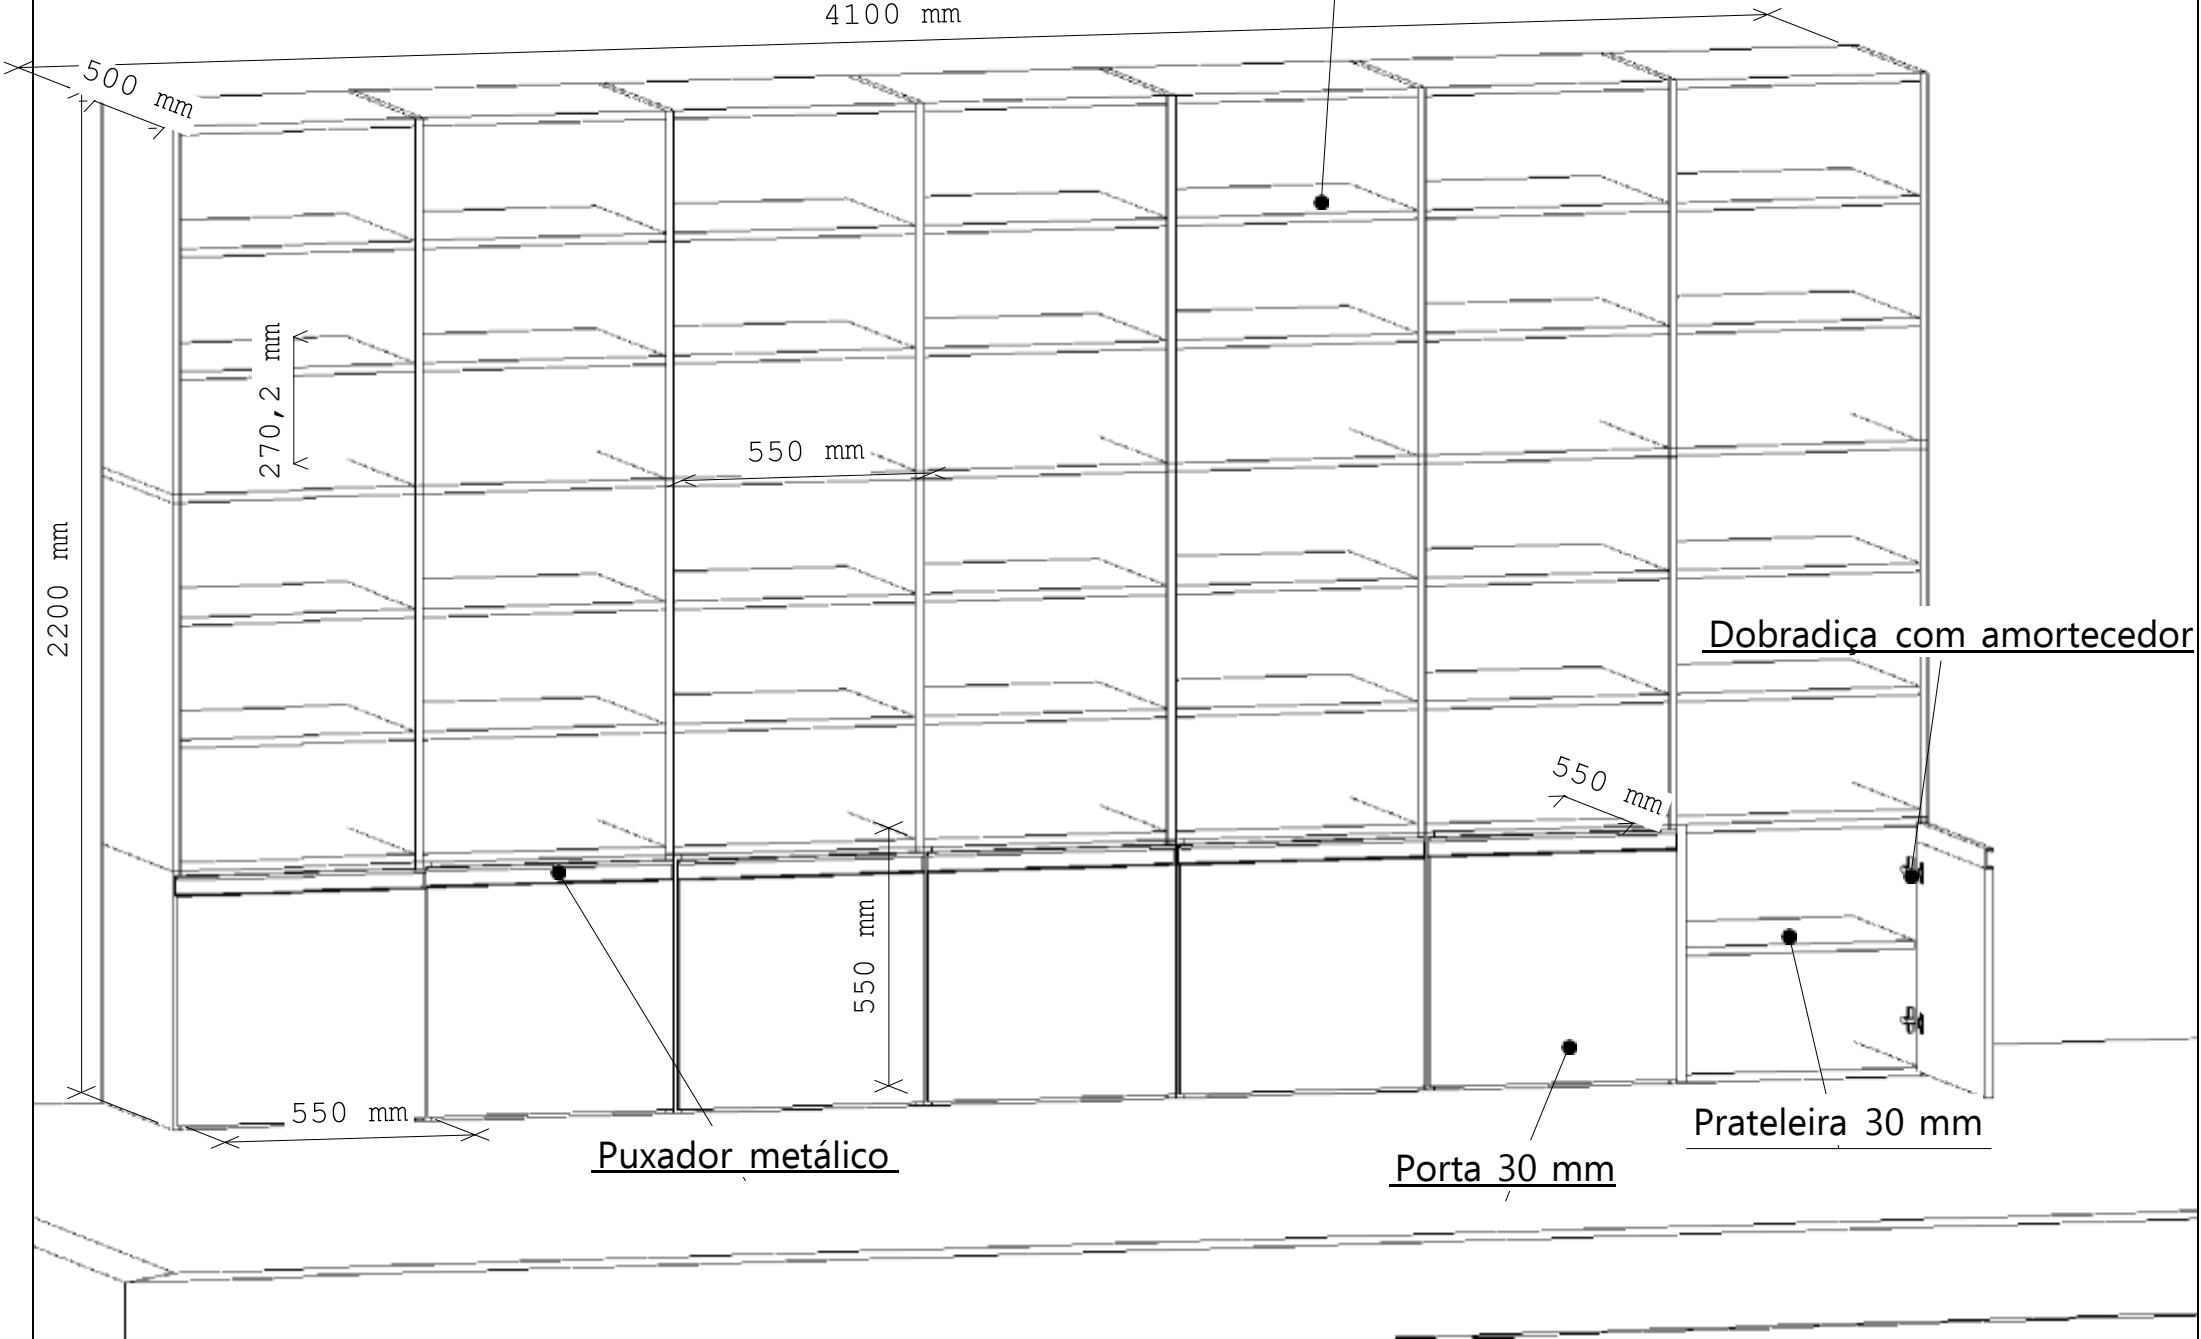 4100 mm
500 mm
270,2 mm
550 mm
2200 mm
Dobradiça com amortecedor
550 mm
550 mm
550 mm
Prateleira 30 mm
Puxador metálico
Porta 30 mm